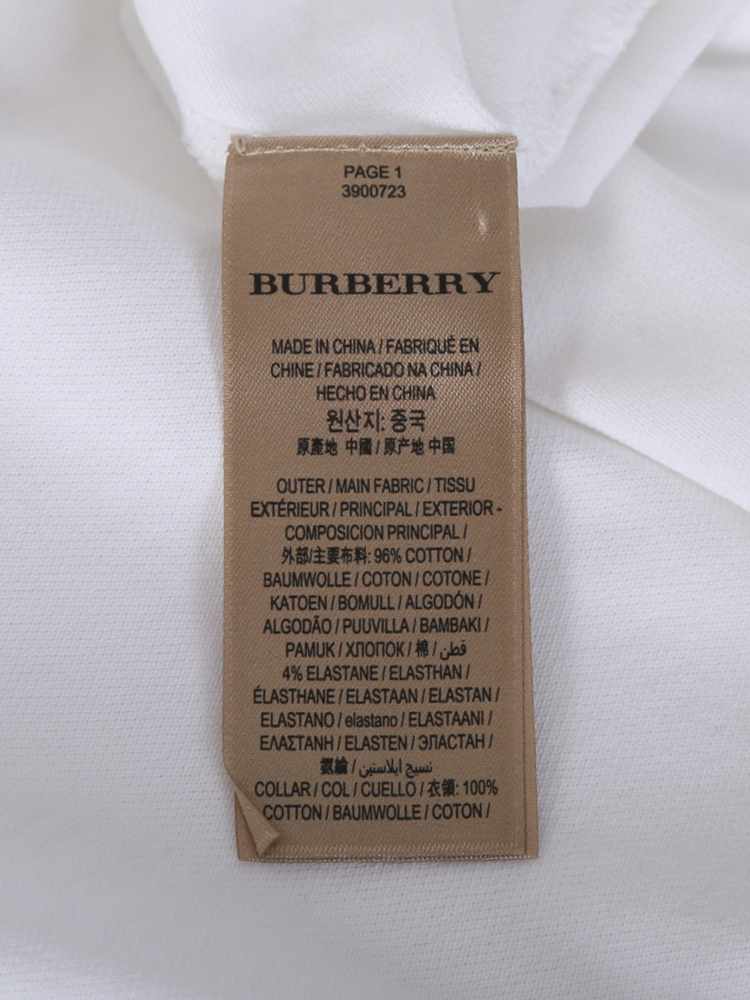 PAGE 1
3900723
BURBERRY
MADE IN CHINA / FABRIQUÉ EN
CHINE / FABRICADO NA CHINA /
HECHO EN CHINA
원산지: 중국
原產地 中國 / 原产地 中国
OUTER / MAIN FABRIC / TISSU
EXTÉRIEUR / PRINCIPAL / EXTERIOR -
COMPOSICION PRINCIPAL /
外部/主要布料: 96% COTTON /
BAUMWOLLE / COTON / COTONE /
KATOEN / BOMULL / ALGODÓN /
ALGODÃO / PUUVILLA / BAMBAKI /
PAMUK / ХЛОПОК / 棉 / قطن /
4% ELASTANE / ELASTHAN /
ÉLASTHANE / ELASTAAN / ELASTAN /
ELASTANO / elastano / ELASTAANI /
ΕΛΑΣΤΑΝΗ / ELASTEN / ЭЛАСТАН /
氨綸 / نسيج ايلاستين /
COLLAR / COL / CUELLO / 衣領: 100%
COTTON / BAUMWOLLE / COTON /